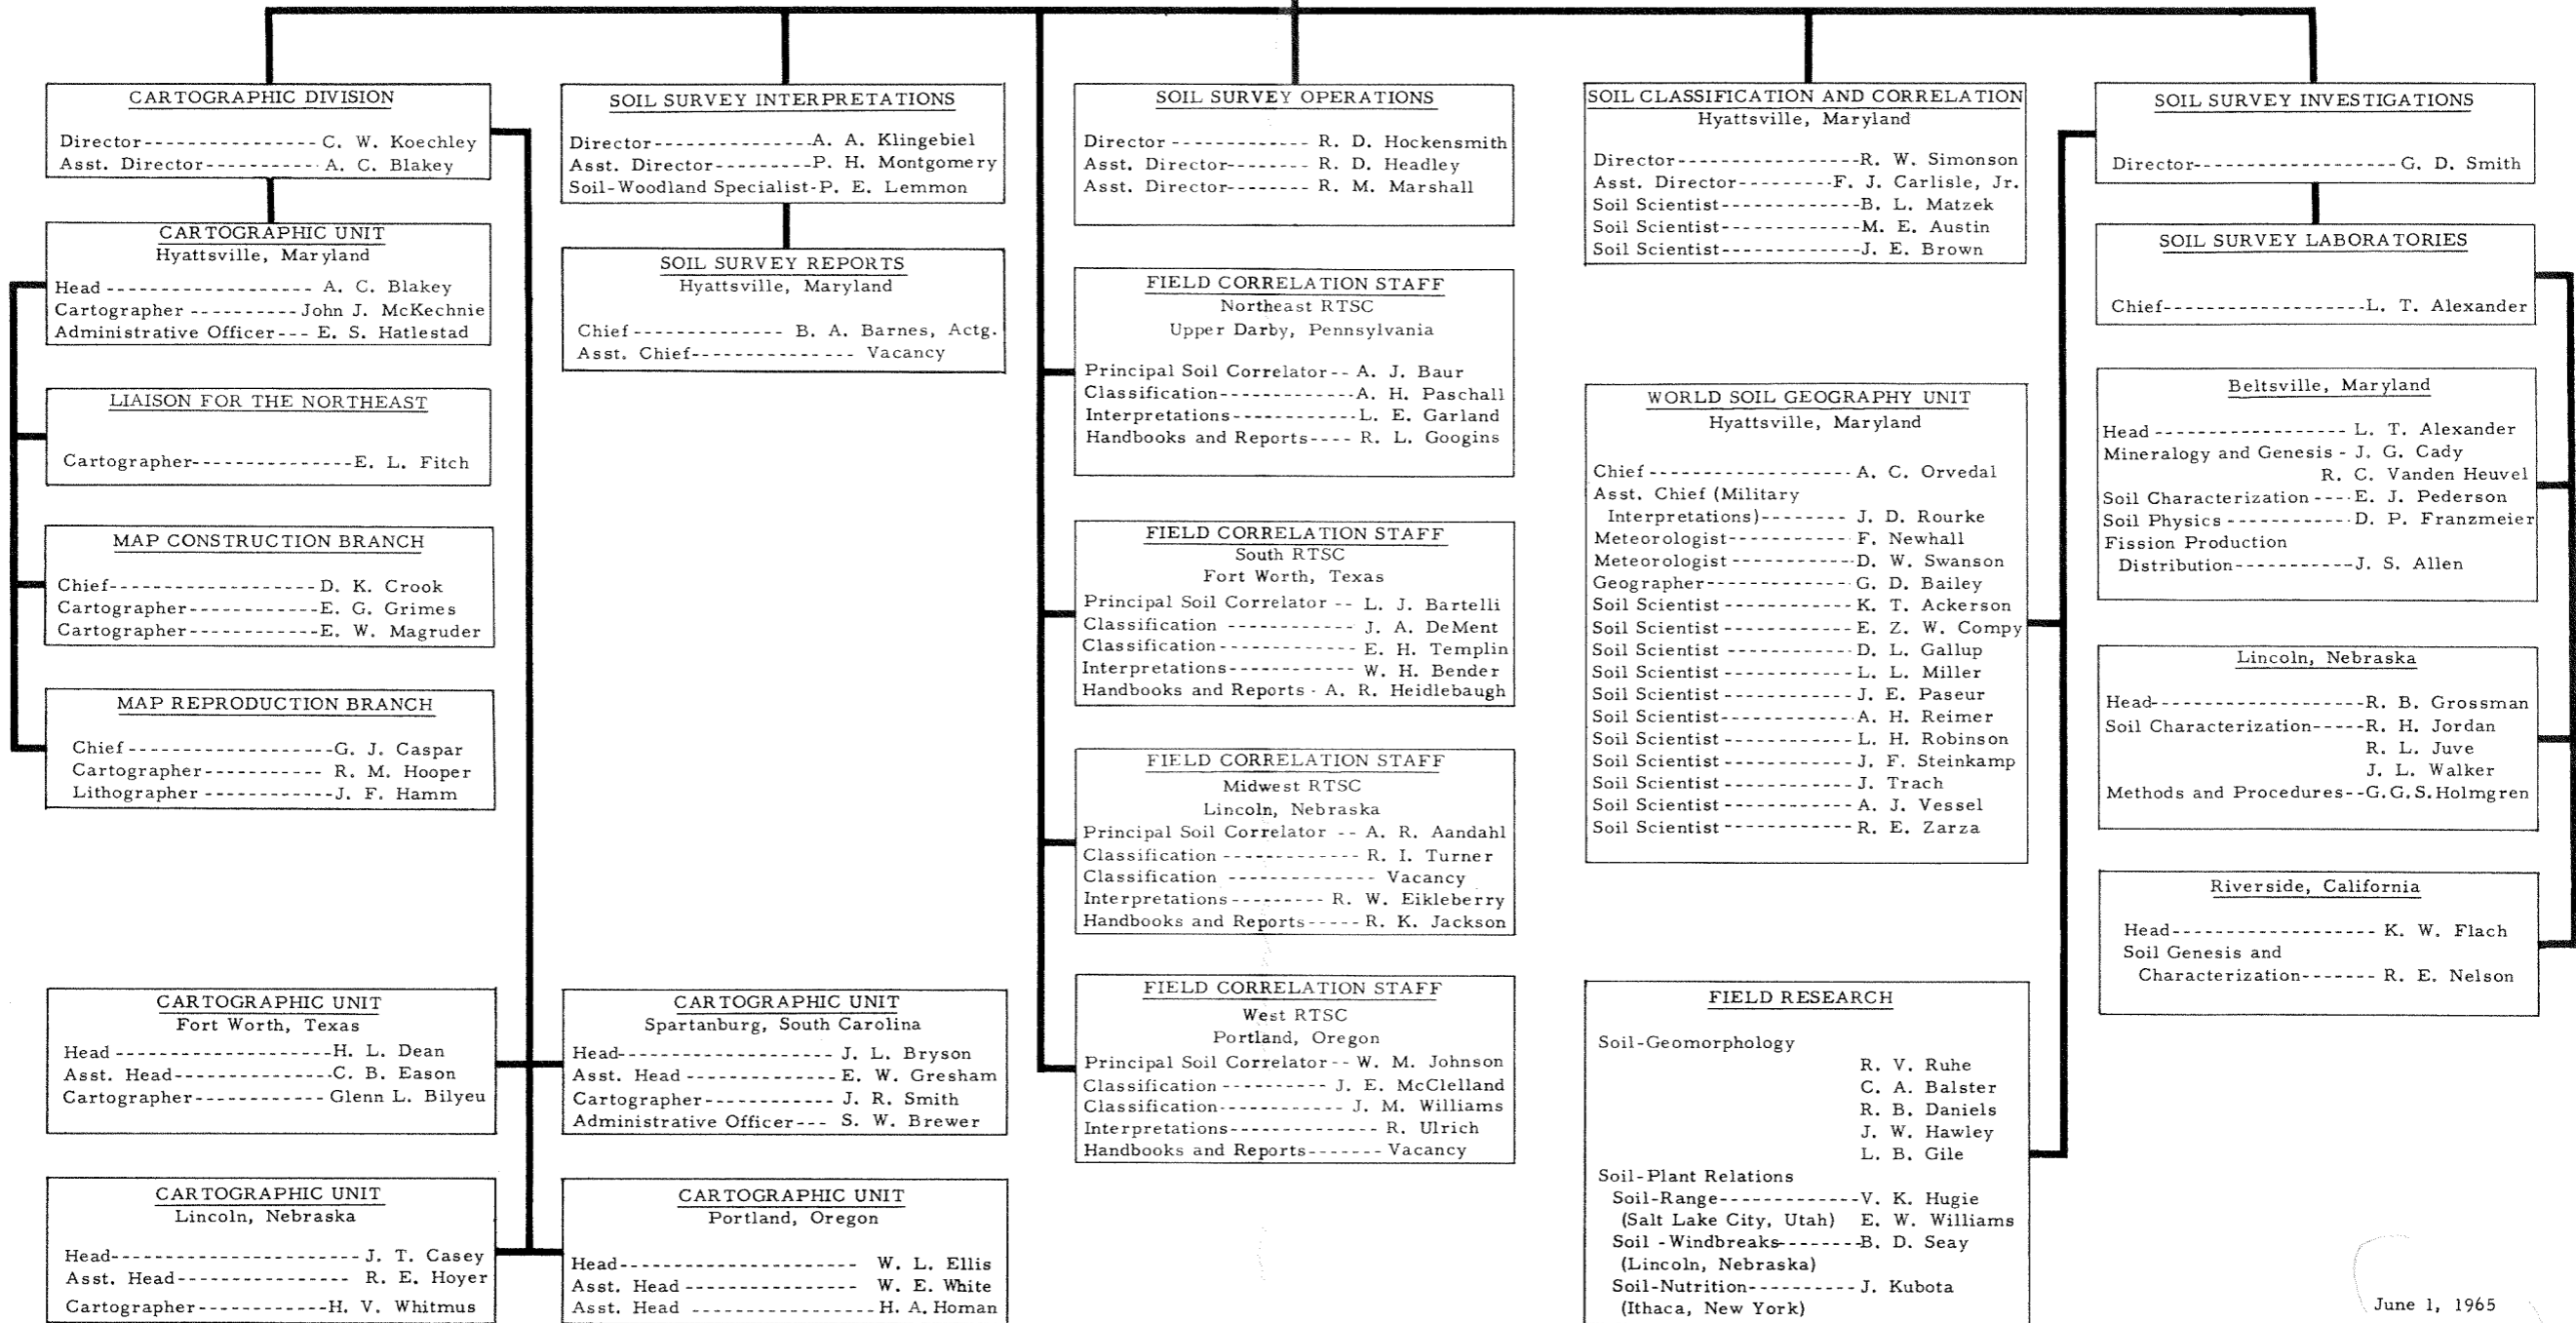 CARTOGRAPHIC DIVISION
Director---------------- C. W. Koechley
Asst. Director----------- A. C. Blakey
CARTOGRAPHIC UNIT
Hyattsville, Maryland
Head ------------------ A. C. Blakey
Cartographer ----------John J. McKechnie
Administrative Officer--- E. S. Hatlestad
LIAISON FOR THE NORTHEAST
Cartographer---------------E. L. Fitch
MAP CONSTRUCTION BRANCH
Chief-------------------D. K. Crook
Cartographer------------E. G. Grimes
Cartographer------------E. W. Magruder
MAP REPRODUCTION BRANCH
Chief-------------------G. J. Caspar
Cartographer----------- R. M. Hooper
Lithographer ------------J. F. Hamm
CARTOGRAPHIC UNIT
Fort Worth, Texas
Head --------------------H. L. Dean
Asst. Head---------------C. B. Eason
Cartographer------------ Glenn L. Bilyeu
CARTOGRAPHIC UNIT
Lincoln, Nebraska
Head-----------------------J. T. Casey
Asst. Head---------------- R. E. Hoyer
Cartographer------------H. V. Whitmus
SOIL SURVEY INTERPRETATIONS
Director---------------A. A. Klingebiel
Asst. Director---------P. H. Montgomery
Soil-Woodland Specialist-P. E. Lemmon
SOIL SURVEY REPORTS
Hyattsville, Maryland
Chief -------------- B. A. Barnes, Actg.
Asst. Chief--------------- Vacancy
CARTOGRAPHIC UNIT
Spartanburg, South Carolina
Head-------------------- J. L. Bryson
Asst. Head --------------E. W. Gresham
Cartographer------------ J. R. Smith
Administrative Officer--- S. W. Brewer
CARTOGRAPHIC UNIT
Portland, Oregon
Head---------------------- W. L. Ellis
Asst. Head---------------- W. E. White
Asst. Head -----------------H. A. Homan
SOIL SURVEY OPERATIONS
Director ------------- R. D. Hockensmith
Asst. Director-------- R. D. Headley
Asst. Director-------- R. M. Marshall
FIELD CORRELATION STAFF
Northeast RTSC
Upper Darby, Pennsylvania
Principal Soil Correlator-- A. J. Baur
Classification-------------A. H. Paschall
Interpretations------------L. E. Garland
Handbooks and Reports---- R. L. Googins
FIELD CORRELATION STAFF
South RTSC
Fort Worth, Texas
Principal Soil Correlator -- L. J. Bartelli
Classification ------------ J. A. DeMent
Classification------------- E. H. Templin
Interpretations------------ W. H. Bender
Handbooks and Reports - A. R. Heidlebaugh
FIELD CORRELATION STAFF
Midwest RTSC
Lincoln, Nebraska
Principal Soil Correlator -- A. R. Aandahl
Classification ------------- R. I. Turner
Classification -------------- Vacancy
Interpretations--------- R. W. Eikleberry
Handbooks and Reports----- R. K. Jackson
FIELD CORRELATION STAFF
West RTSC
Portland, Oregon
Principal Soil Correlator-- W. M. Johnson
Classification ---------- J. E. McClelland
Classification------------ J. M. Williams
Interpretations-------------- R. Ulrich
Handbooks and Reports------- Vacancy
SOIL CLASSIFICATION AND CORRELATION
Hyattsville, Maryland
Director-----------------R. W. Simonson
Asst. Director---------F. J. Carlisle, Jr.
Soil Scientist-------------B. L. Matzek
Soil Scientist-------------M. E. Austin
Soil Scientist-------------J. E. Brown
WORLD SOIL GEOGRAPHY UNIT
Hyattsville, Maryland
Chief ------------------- A. C. Orvedal
Asst. Chief (Military
Interpretations)-------- J. D. Rourke
Meteorologist----------- F. Newhall
Meteorologist------------D. W. Swanson
Geographer-------------- G. D. Bailey
Soil Scientist ------------K. T. Ackerson
Soil Scientist ----------- E. Z. W. Compy
Soil Scientist ----------- D. L. Gallup
Soil Scientist ----------- L. L. Miller
Soil Scientist ----------- J. E. Paseur
Soil Scientist------------A. H. Reimer
Soil Scientist ----------- L. H. Robinson
Soil Scientist ----------- J. F. Steinkamp
Soil Scientist ----------- J. Trach
Soil Scientist ----------- A. J. Vessel
Soil Scientist ----------- R. E. Zarza
FIELD RESEARCH
Soil-Geomorphology
R. V. Ruhe
C. A. Balster
R. B. Daniels
J. W. Hawley
L. B. Gile
Soil-Plant Relations
Soil-Range-------------V. K. Hugie
(Salt Lake City, Utah) E. W. Williams
Soil -Windbreaks--------B. D. Seay
(Lincoln, Nebraska)
Soil-Nutrition---------- J. Kubota
(Ithaca, New York)
SOIL SURVEY INVESTIGATIONS
Director------------------ G. D. Smith
SOIL SURVEY LABORATORIES
Chief-------------------L. T. Alexander
Beltsville, Maryland
Head ------------------ L. T. Alexander
Mineralogy and Genesis - J. G. Cady
R. C. Vanden Heuvel
Soil Characterization ----E. J. Pederson
Soil Physics ------------D. P. Franzmeier
Fission Production
Distribution-----------J. S. Allen
Lincoln, Nebraska
Head--------------------R. B. Grossman
Soil Characterization-----R. H. Jordan
R. L. Juve
J. L. Walker
Methods and Procedures--G.G.S.Holmgren
Riverside, California
Head------------------- K. W. Flach
Soil Genesis and
Characterization------- R. E. Nelson
June 1, 1965